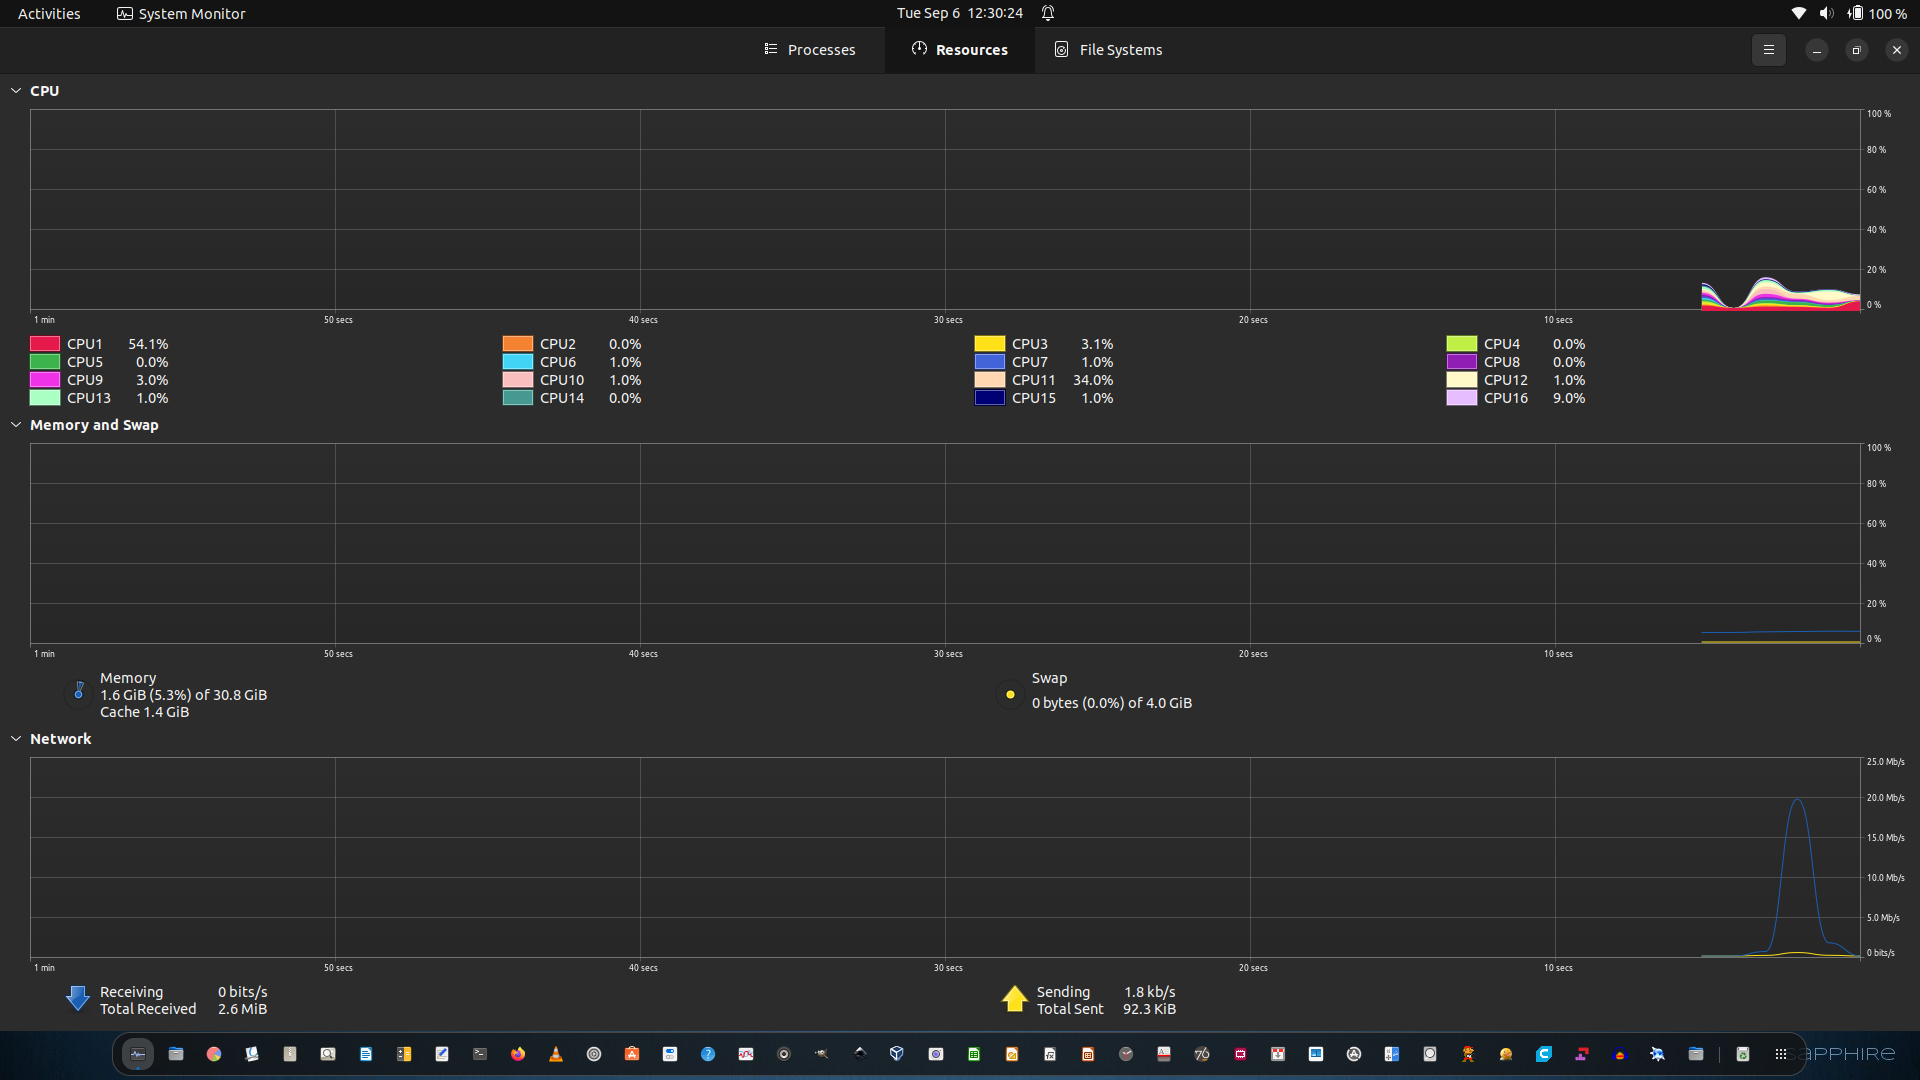 Activities System Monitor Tue Sep 6 12:30:24 100 %
Processes Resources File Systems
CPU
100 %
80 %
60 %
40 %
20 %
0 %
1 min 50 secs 40 secs 30 secs 20 secs 10 secs
CPU1 54.1% CPU2 0.0% CPU3 3.1% CPU4 0.0%
CPU5 0.0% CPU6 1.0% CPU7 1.0% CPU8 0.0%
CPU9 3.0% CPU10 1.0% CPU11 34.0% CPU12 1.0%
CPU13 1.0% CPU14 0.0% CPU15 1.0% CPU16 9.0%
Memory and Swap
100 %
80 %
60 %
40 %
20 %
0 %
1 min 50 secs 40 secs 30 secs 20 secs 10 secs
Memory Swap
1.6 GiB (5.3%) of 30.8 GiB 0 bytes (0.0%) of 4.0 GiB
Cache 1.4 GiB
Network
25.0 Mb/s
20.0 Mb/s
15.0 Mb/s
10.0 Mb/s
5.0 Mb/s
0 bits/s
1 min 50 secs 40 secs 30 secs 20 secs 10 secs
Receiving 0 bits/s Sending 1.8 kb/s
Total Received 2.6 MiB Total Sent 92.3 KiB
76 SAPPHIRE